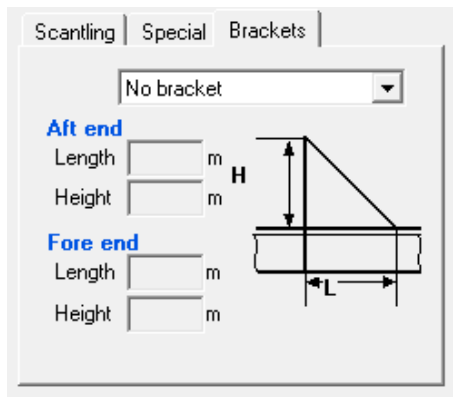 Scantling Special Brackets
No bracket
Aft end
Length m
Height m
H
Fore end
Length m
Height m
L